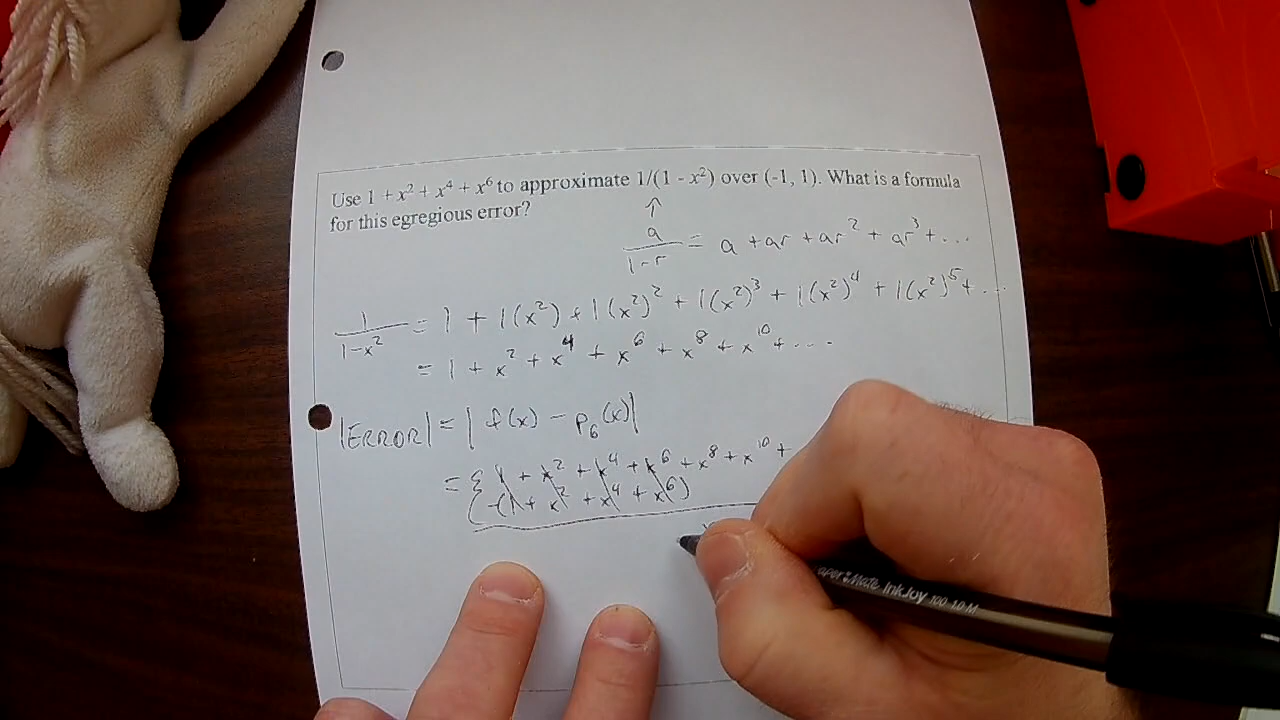 Use 1 + x² + x⁴ + x⁶ to approximate 1/(1 - x²) over (-1, 1). What is a formula
for this egregious error?
↑
a/(1-r) = a + ar + ar² + ar³ + ...
1/(1-x²) = 1 + 1(x²) + 1(x²)² + 1(x²)³ + 1(x²)⁴ + 1(x²)⁵ + ...
= 1 + x² + x⁴ + x⁶ + x⁸ + x¹⁰ + ...
|ERROR| = | f(x) - p₆(x)|
= { 1 + x² + x⁴ + x⁶ + x⁸ + x¹⁰ +
-(1 + x² + x⁴ + x⁶)
InkJoy 100 1.0 M